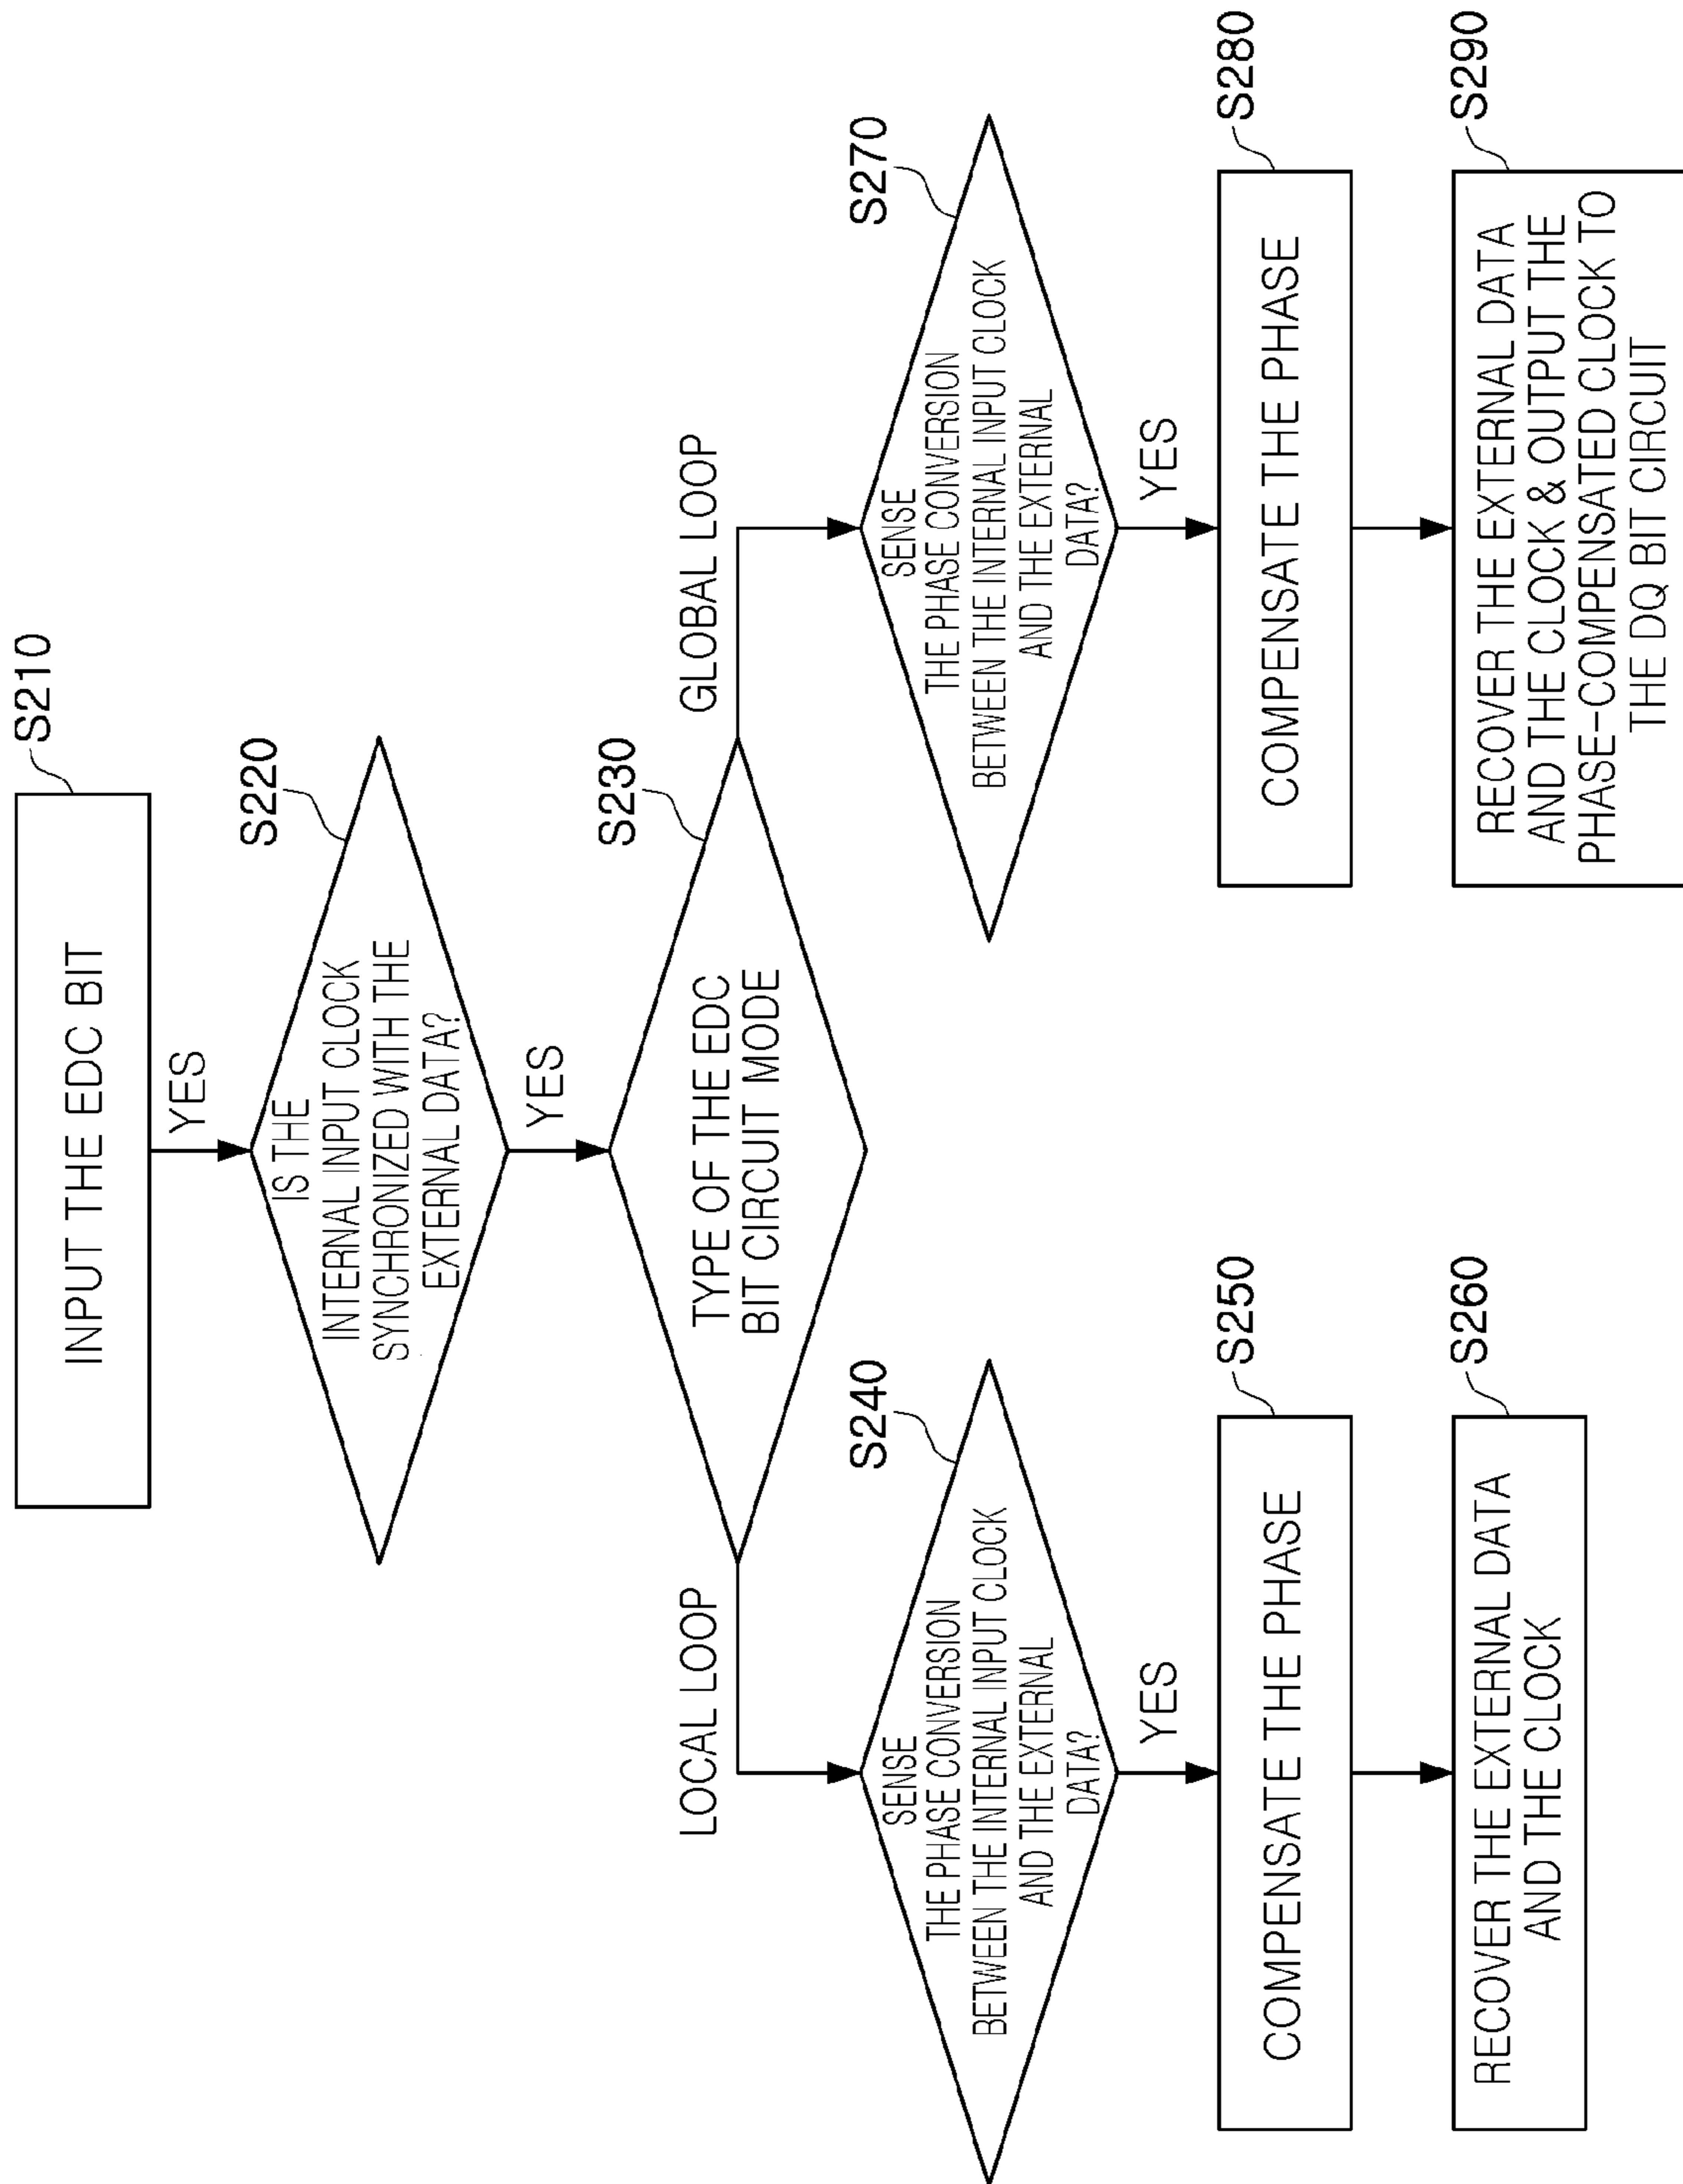 S210
INPUT THE EDC BIT
YES
S220
IS THE
INTERNAL INPUT CLOCK
SYNCHRONIZED WITH THE
EXTERNAL DATA?
YES
S230
TYPE OF THE EDC
BIT CIRCUIT MODE
LOCAL LOOP
S240
SENSE
THE PHASE CONVERSION
BETWEEN THE INTERNAL INPUT CLOCK
AND THE EXTERNAL
DATA?
YES
S250
COMPENSATE THE PHASE
S260
RECOVER THE EXTERNAL DATA
AND THE CLOCK
GLOBAL LOOP
S270
SENSE
THE PHASE CONVERSION
BETWEEN THE INTERNAL INPUT CLOCK
AND THE EXTERNAL
DATA?
YES
S280
COMPENSATE THE PHASE
S290
RECOVER THE EXTERNAL DATA
AND THE CLOCK & OUTPUT THE
PHASE-COMPENSATED CLOCK TO
THE DQ BIT CIRCUIT